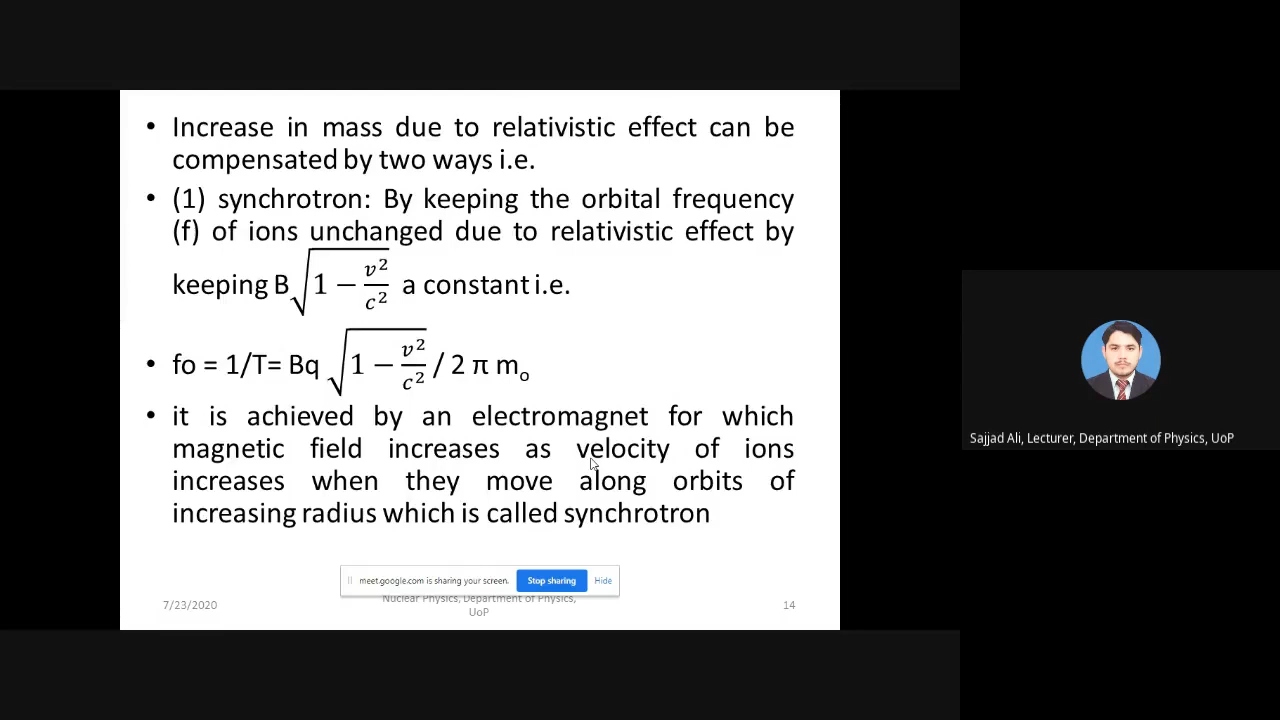 • Increase in mass due to relativistic effect can be
compensated by two ways i.e.
• (1) synchrotron: By keeping the orbital frequency
(f) of ions unchanged due to relativistic effect by
keeping B√(1 − v²/c²) a constant i.e.
• fo = 1/T= Bq √(1 − v²/c²) / 2 π mₒ
• it is achieved by an electromagnet for which
magnetic field increases as velocity of ions
increases when they move along orbits of
increasing radius which is called synchrotron
meet.google.com is sharing your screen. Stop sharing Hide
7/23/2020
Nuclear Physics, Department of Physics,
UoP
14
Sajjad Ali, Lecturer, Department of Physics, UoP